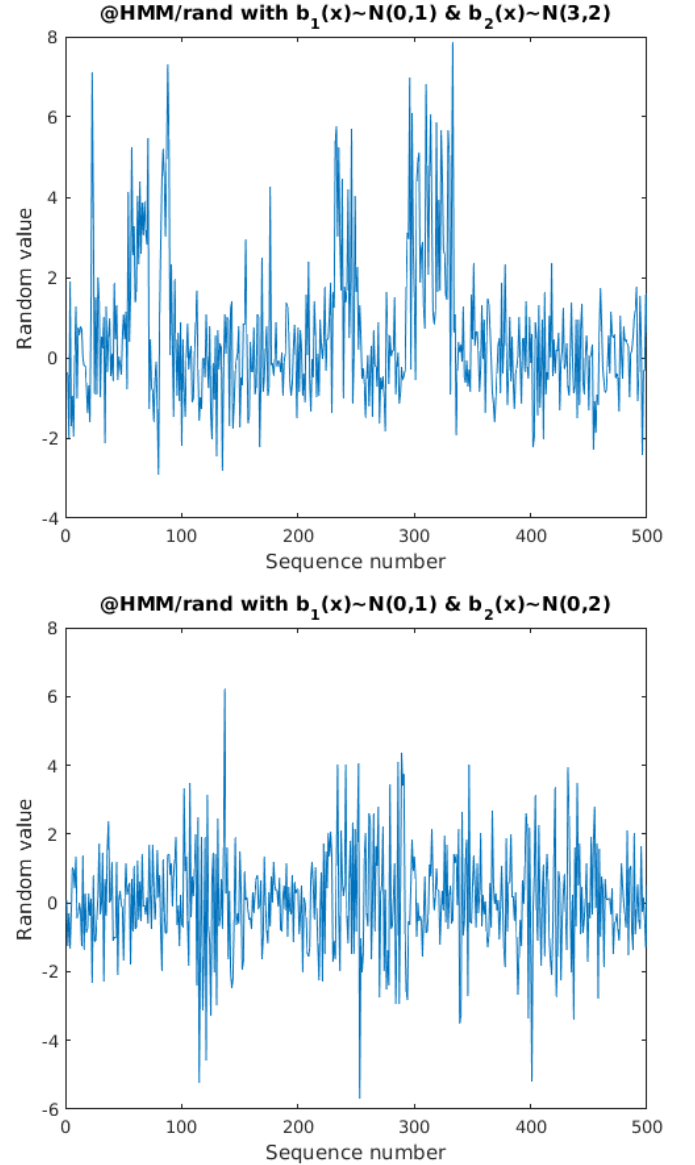 @HMM/rand with b1(x)~N(0,1) & b2(x)~N(3,2)
8
6
4
2
0
-2
-4
Random value
0 100 200 300 400 500
Sequence number
@HMM/rand with b1(x)~N(0,1) & b2(x)~N(0,2)
8
6
4
2
0
-2
-4
-6
Random value
0 100 200 300 400 500
Sequence number